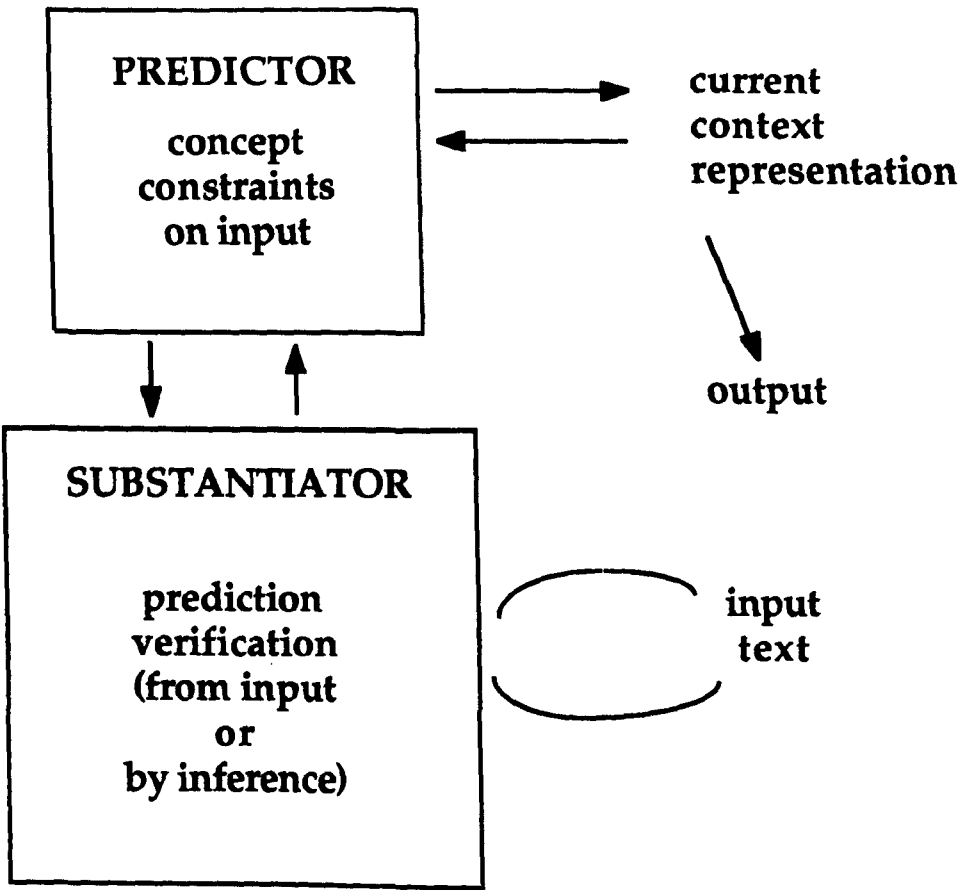 PREDICTOR
concept
constraints
on input
current
context
representation
output
SUBSTANTIATOR
prediction
verification
(from input
or
by inference)
input
text